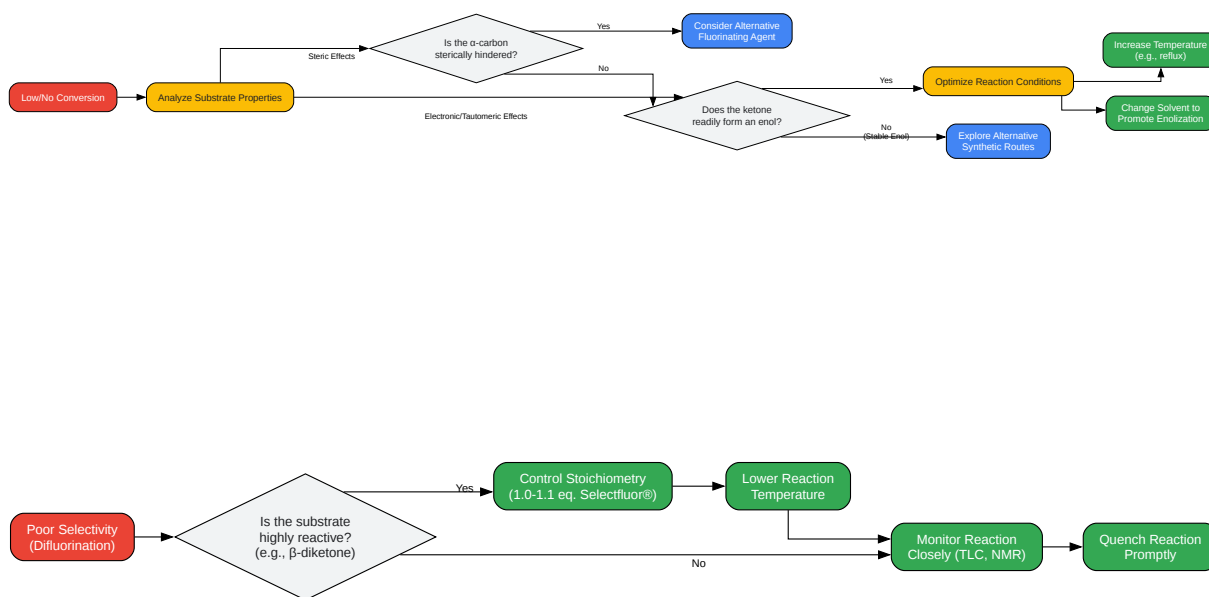 Low/No Conversion
Analyze Substrate Properties
Steric Effects
Is the α-carbon
sterically hindered?
Yes
Consider Alternative
Fluorinating Agent
No
Electronic/Tautomeric Effects
Does the ketone
readily form an enol?
Yes
Optimize Reaction Conditions
Increase Temperature
(e.g., reflux)
Change Solvent to
Promote Enolization
No
(Stable Enol)
Explore Alternative
Synthetic Routes
Poor Selectivity
(Difluorination)
Is the substrate
highly reactive?
(e.g., β-diketone)
Yes
Control Stoichiometry
(1.0-1.1 eq. Selectfluor®)
Lower Reaction
Temperature
No
Monitor Reaction
Closely (TLC, NMR)
Quench Reaction
Promptly